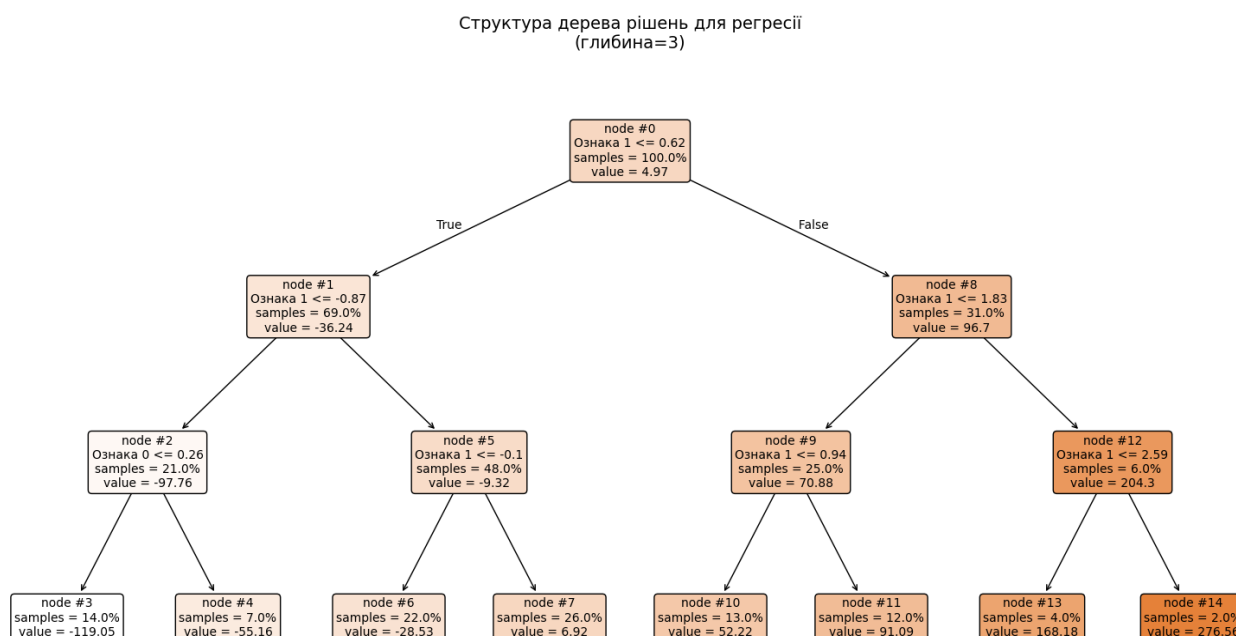 Структура дерева рішень для регресії
(глибина=3)
node #0
Ознака 1 <= 0.62
samples = 100.0%
value = 4.97
True
False
node #1
Ознака 1 <= -0.87
samples = 69.0%
value = -36.24
node #8
Ознака 1 <= 1.83
samples = 31.0%
value = 96.7
node #2
Ознака 0 <= 0.26
samples = 21.0%
value = -97.76
node #5
Ознака 1 <= -0.1
samples = 48.0%
value = -9.32
node #9
Ознака 1 <= 0.94
samples = 25.0%
value = 70.88
node #12
Ознака 1 <= 2.59
samples = 6.0%
value = 204.3
node #3
samples = 14.0%
value = -119.05
node #4
samples = 7.0%
value = -55.16
node #6
samples = 22.0%
value = -28.53
node #7
samples = 26.0%
value = 6.92
node #10
samples = 13.0%
value = 52.22
node #11
samples = 12.0%
value = 91.09
node #13
samples = 4.0%
value = 168.18
node #14
samples = 2.0%
value = 276.56